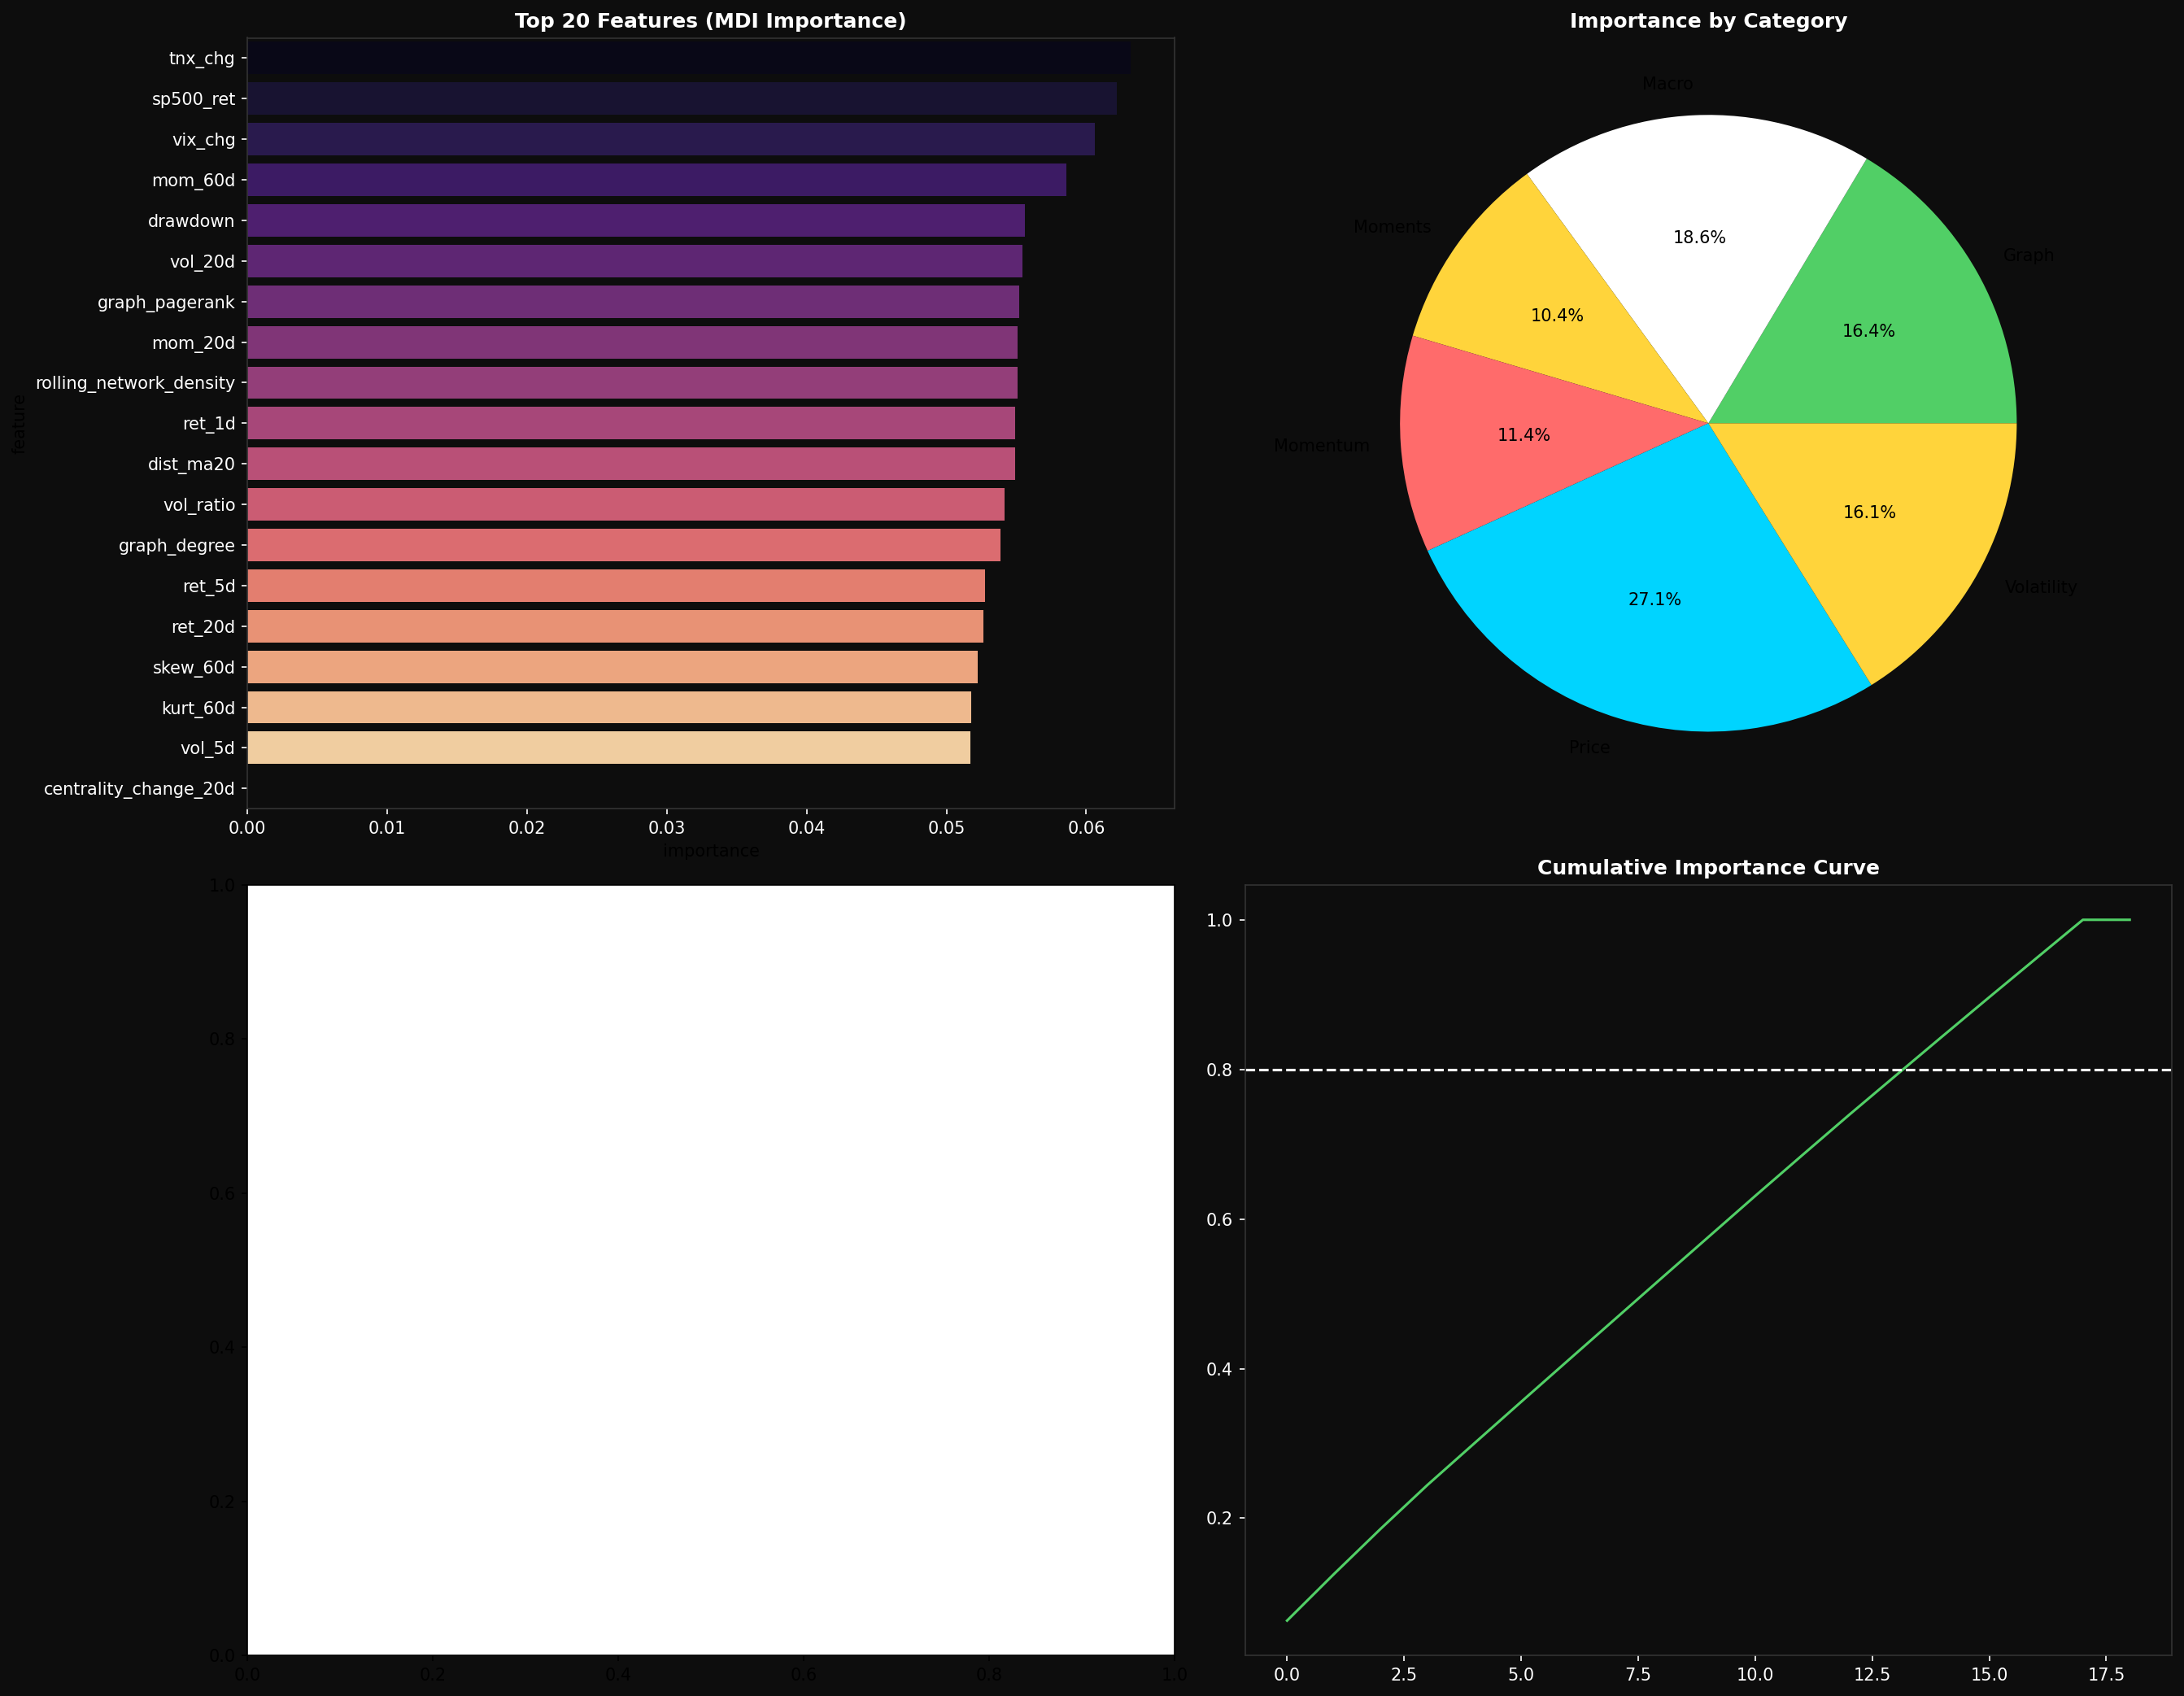 Top 20 Features (MDI Importance)
feature
tnx_chg
sp500_ret
vix_chg
mom_60d
drawdown
vol_20d
graph_pagerank
mom_20d
rolling_network_density
ret_1d
dist_ma20
vol_ratio
graph_degree
ret_5d
ret_20d
skew_60d
kurt_60d
vol_5d
centrality_change_20d
0.00 0.01 0.02 0.03 0.04 0.05 0.06
importance
Importance by Category
Macro
Moments
Graph
Momentum
Volatility
Price
18.6%
10.4%
16.4%
11.4%
16.1%
27.1%
1.0
0.8
0.6
0.4
0.2
0.0
0.0 0.2 0.4 0.6 0.8 1.0
Cumulative Importance Curve
1.0
0.8
0.6
0.4
0.2
0.0 2.5 5.0 7.5 10.0 12.5 15.0 17.5